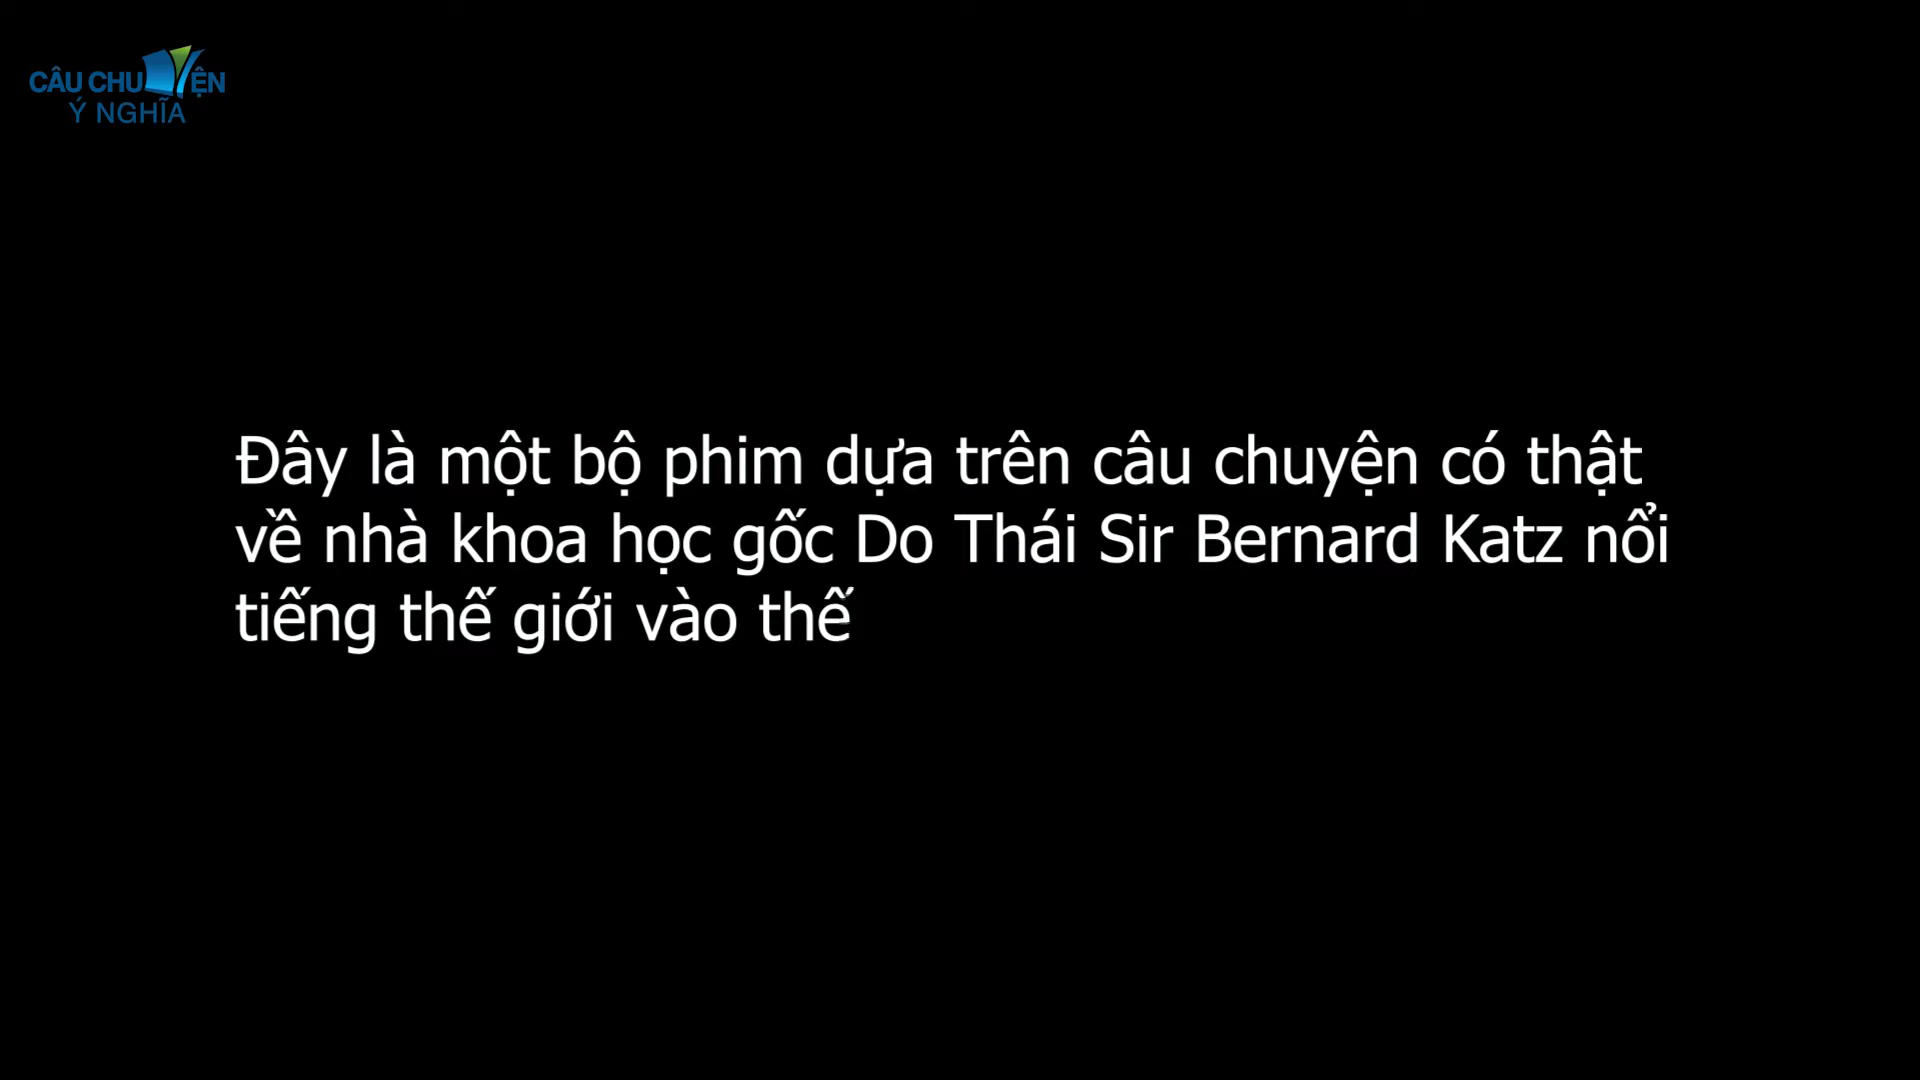 CÂU CHUYỆN
Ý NGHĨA
Đây là một bộ phim dựa trên câu chuyện có thật
về nhà khoa học gốc Do Thái Sir Bernard Katz nổi
tiếng thế giới vào thế